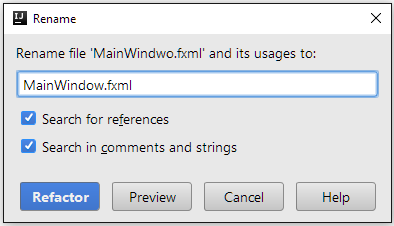 IJ Rename
Rename file 'MainWindwo.fxml' and its usages to:
MainWindow.fxml
Search for references
Search in comments and strings
Refactor Preview Cancel Help